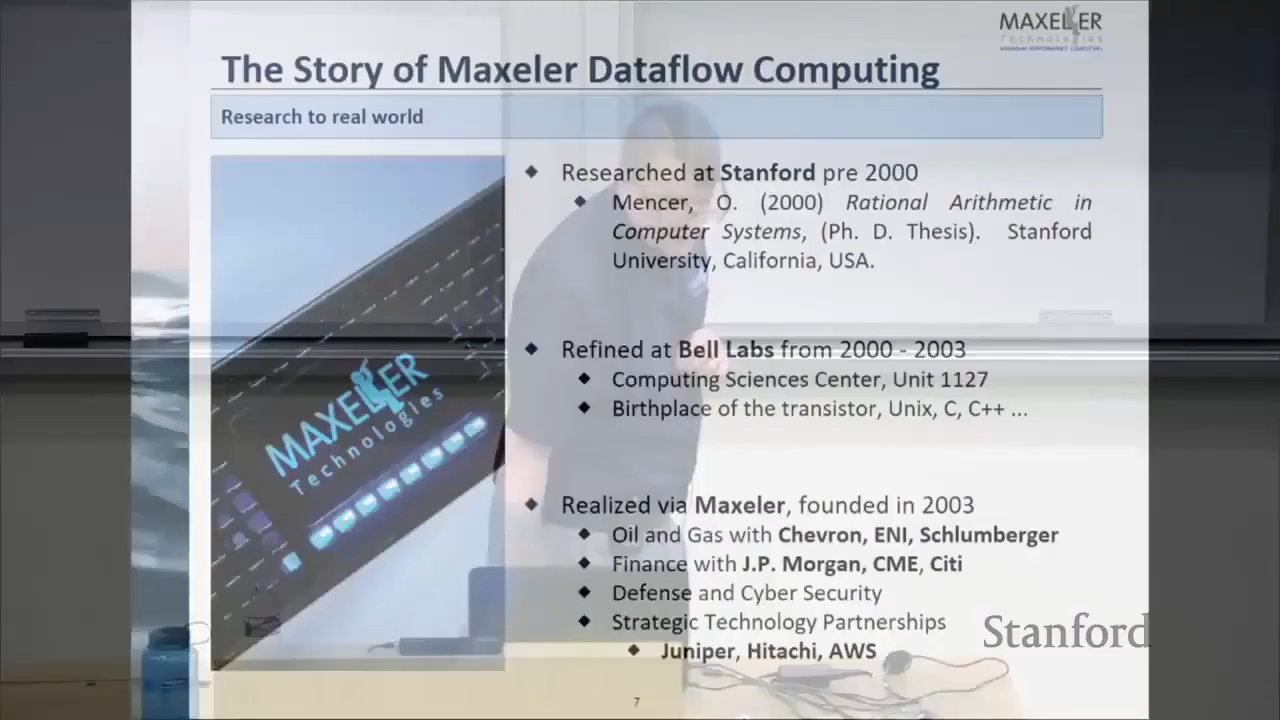 MAXELER
Technologies
MAXIMUM PERFORMANCE COMPUTING
The Story of Maxeler Dataflow Computing
Research to real world
Researched at Stanford pre 2000
Mencer, O. (2000) Rational Arithmetic in
Computer Systems, (Ph. D. Thesis). Stanford
University, California, USA.
Refined at Bell Labs from 2000 - 2003
Computing Sciences Center, Unit 1127
Birthplace of the transistor, Unix, C, C++ ...
MAXELER
Technologies
Realized via Maxeler, founded in 2003
Oil and Gas with Chevron, ENI, Schlumberger
Finance with J.P. Morgan, CME, Citi
Defense and Cyber Security
Strategic Technology Partnerships
Juniper, Hitachi, AWS
Stanford
7